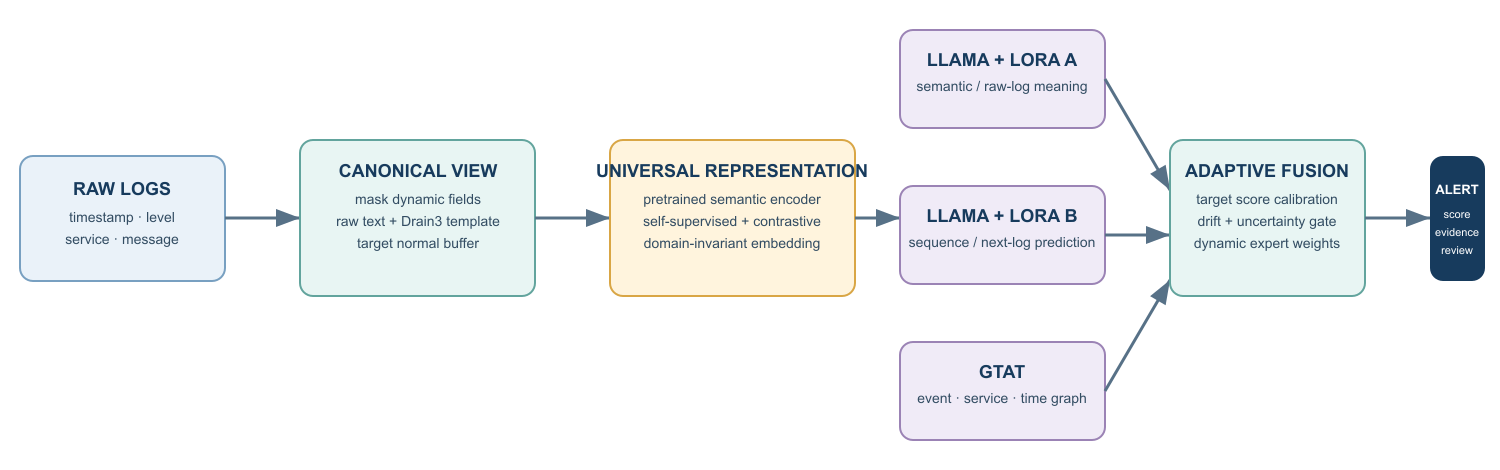 RAW LOGS
timestamp · level
service · message
CANONICAL VIEW
mask dynamic fields
raw text + Drain3 template
target normal buffer
UNIVERSAL REPRESENTATION
pretrained semantic encoder
self-supervised + contrastive
domain-invariant embedding
LLAMA + LORA A
semantic / raw-log meaning
LLAMA + LORA B
sequence / next-log prediction
GTAT
event · service · time graph
ADAPTIVE FUSION
target score calibration
drift + uncertainty gate
dynamic expert weights
ALERT
score
evidence
review